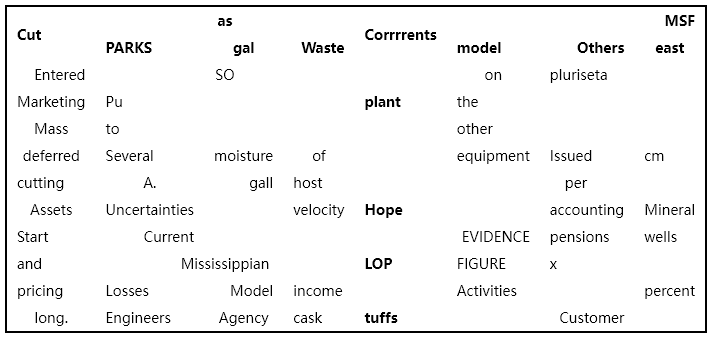 Cut PARKS as gal Waste Corrrents model Others MSF east
Entered SO on pluriseta
Marketing Pu plant the
Mass to other
deferred Several moisture of equipment Issued cm
cutting A. gall host per
Assets Uncertainties velocity Hope accounting Mineral
Start Current EVIDENCE pensions wells
and Mississippian LOP FIGURE x
pricing Losses Model income Activities percent
long. Engineers Agency cask tuffs Customer